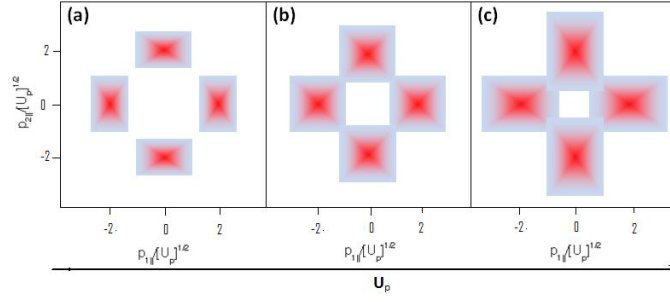 (a) (b) (c)
p2||/[Up]1/2
2
0
-2
-2. 0 2
-2. 0 2
-2. 0 2
p1||/[Up]1/2
p1||/[Up]1/2
p1||/[Up]1/2
Up